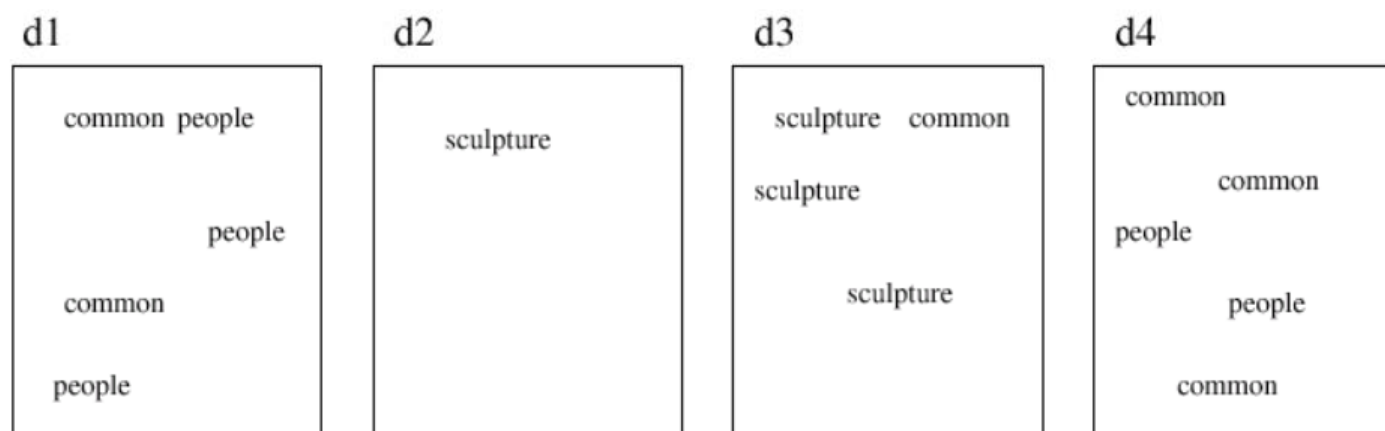 d1
common people
people
common
people
d2
sculpture
d3
sculpture common
sculpture
sculpture
d4
common
common
people
people
common